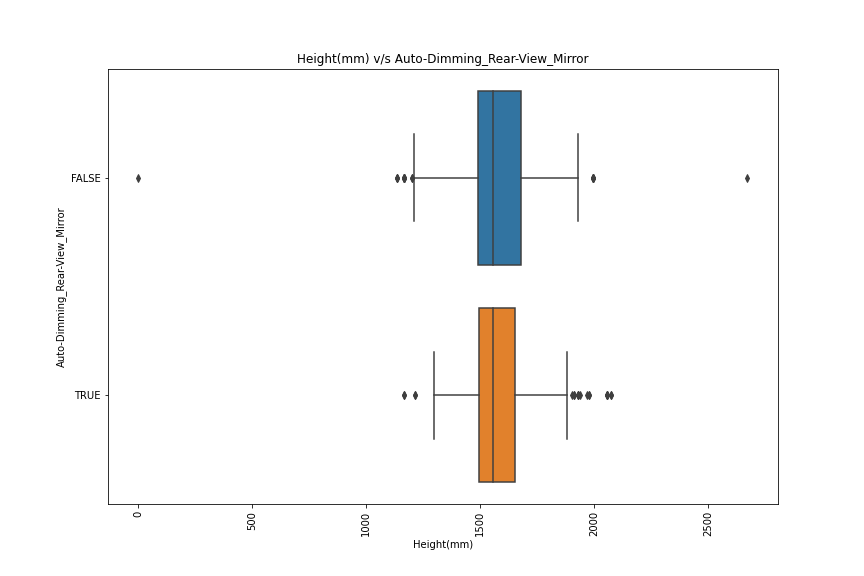 Height(mm) v/s Auto-Dimming_Rear-View_Mirror
Auto-Dimming_Rear-View_Mirror
FALSE
TRUE
0
500
1000
1500
2000
2500
Height(mm)